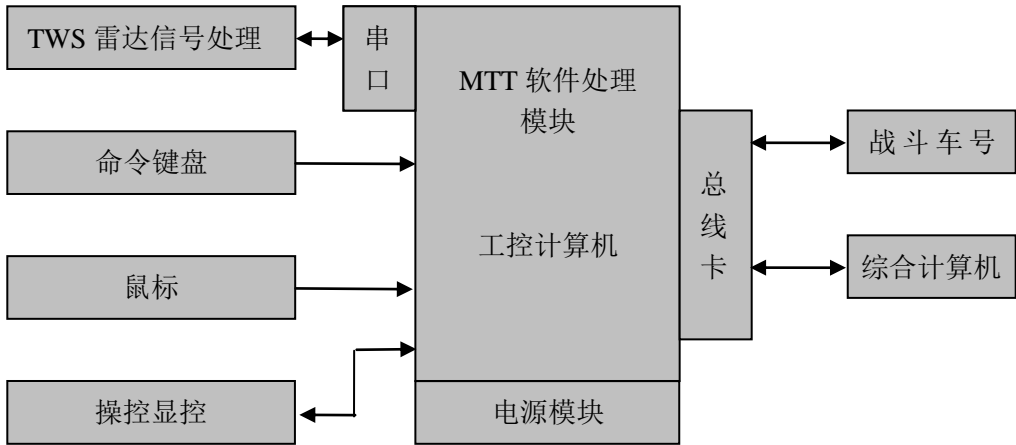 TWS 雷达信号处理
串
口
MTT 软件处理
模块
命令键盘
战斗车号
总
线
卡
工控计算机
鼠标
综合计算机
操控显控
电源模块